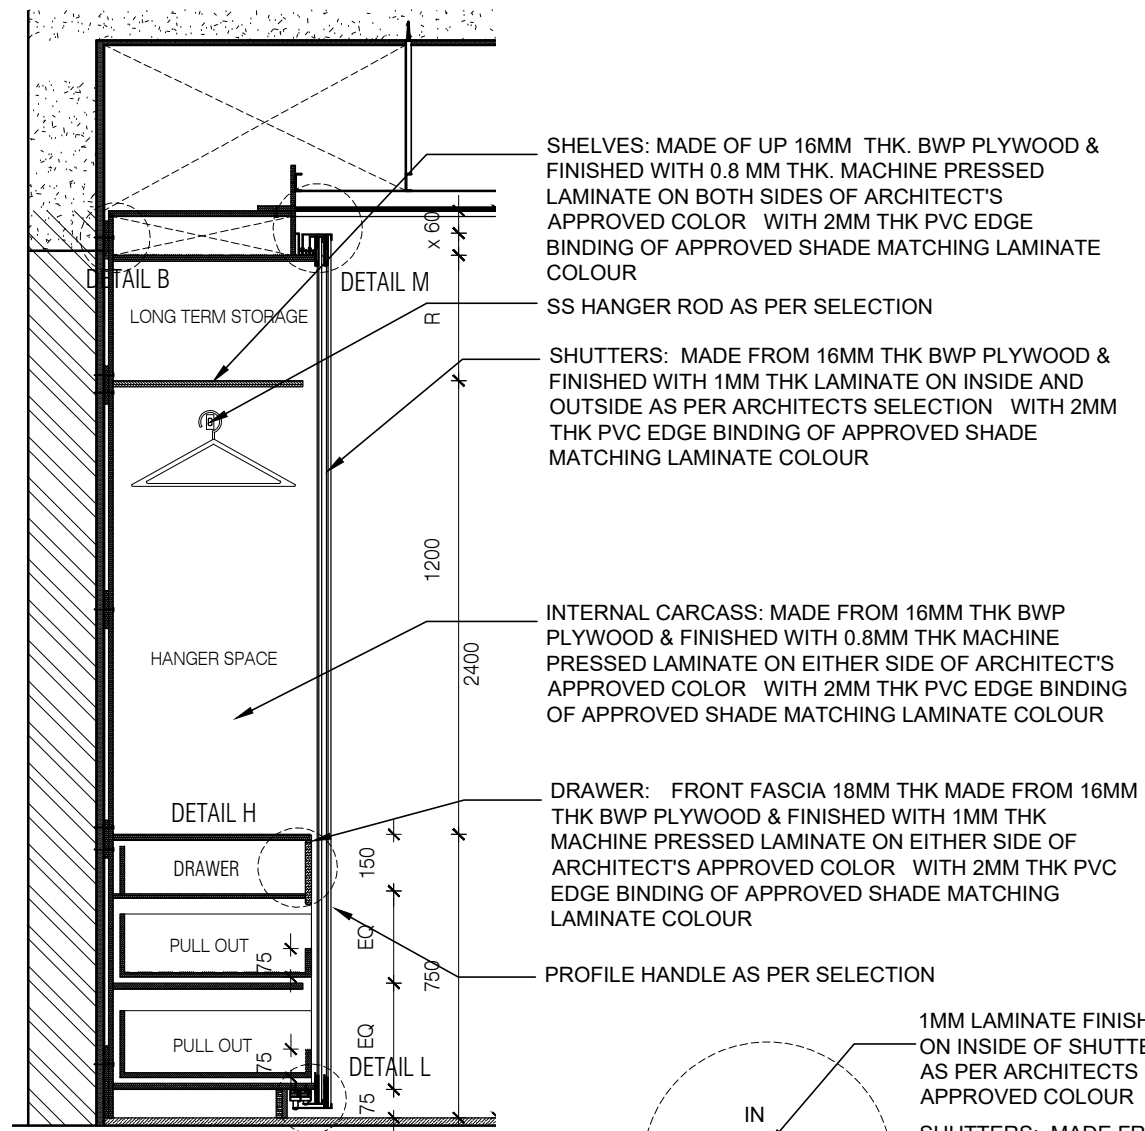 SHELVES: MADE OF UP 16MM THK. BWP PLYWOOD &
FINISHED WITH 0.8 MM THK. MACHINE PRESSED
LAMINATE ON BOTH SIDES OF ARCHITECT'S
APPROVED COLOR WITH 2MM THK PVC EDGE
BINDING OF APPROVED SHADE MATCHING LAMINATE
COLOUR
x 60
DETAIL B
DETAIL M
LONG TERM STORAGE
R
SS HANGER ROD AS PER SELECTION
SHUTTERS: MADE FROM 16MM THK BWP PLYWOOD &
FINISHED WITH 1MM THK LAMINATE ON INSIDE AND
OUTSIDE AS PER ARCHITECTS SELECTION WITH 2MM
THK PVC EDGE BINDING OF APPROVED SHADE
MATCHING LAMINATE COLOUR
1200
2400
HANGER SPACE
INTERNAL CARCASS: MADE FROM 16MM THK BWP
PLYWOOD & FINISHED WITH 0.8MM THK MACHINE
PRESSED LAMINATE ON EITHER SIDE OF ARCHITECT'S
APPROVED COLOR WITH 2MM THK PVC EDGE BINDING
OF APPROVED SHADE MATCHING LAMINATE COLOUR
DETAIL H
DRAWER
150
DRAWER: FRONT FASCIA 18MM THK MADE FROM 16MM
THK BWP PLYWOOD & FINISHED WITH 1MM THK
MACHINE PRESSED LAMINATE ON EITHER SIDE OF
ARCHITECT'S APPROVED COLOR WITH 2MM THK PVC
EDGE BINDING OF APPROVED SHADE MATCHING
LAMINATE COLOUR
PULL OUT
75
EQ
750
PROFILE HANDLE AS PER SELECTION
PULL OUT
75
EQ
DETAIL L
75
1MM LAMINATE FINISH
ON INSIDE OF SHUTTE
AS PER ARCHITECTS
APPROVED COLOUR
IN
SHUTTERS: MADE FR